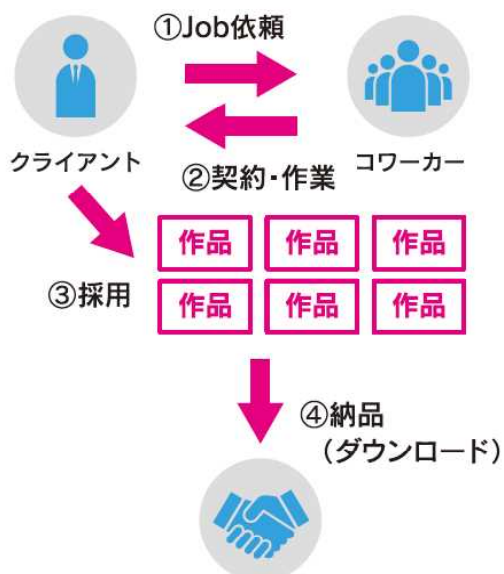 ①Job依頼
クライアント
コワーカー
②契約・作業
作品 作品 作品
③採用
作品 作品 作品
④納品
(ダウンロード)